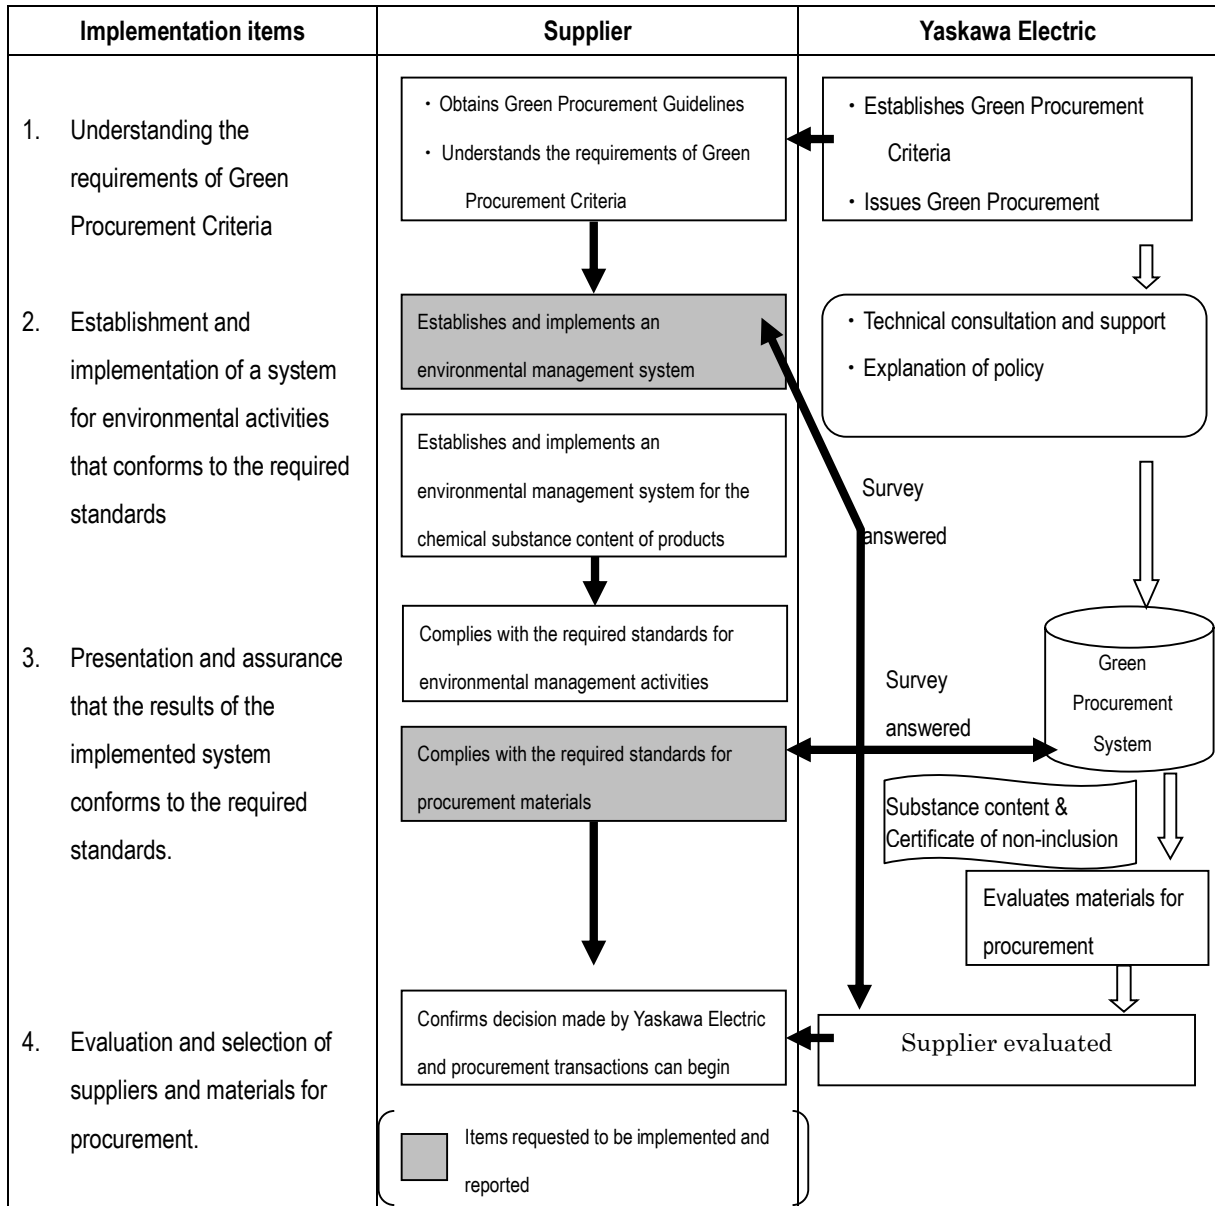 Implementation items
Supplier
Yaskawa Electric
1. Understanding the
requirements of Green
Procurement Criteria
・Obtains Green Procurement Guidelines
・Understands the requirements of Green
Procurement Criteria
・Establishes Green Procurement
Criteria
・Issues Green Procurement
2. Establishment and
implementation of a system
for environmental activities
that conforms to the required
standards
Establishes and implements an
environmental management system
・Technical consultation and support
・Explanation of policy
Establishes and implements an
environmental management system for the
chemical substance content of products
Survey
answered
3. Presentation and assurance
that the results of the
implemented system
conforms to the required
standards.
Complies with the required standards for
environmental management activities
Survey
answered
Green
Procurement
System
Complies with the required standards for
procurement materials
Substance content &
Certificate of non-inclusion
Evaluates materials for
procurement
4. Evaluation and selection of
suppliers and materials for
procurement.
Confirms decision made by Yaskawa Electric
and procurement transactions can begin
Supplier evaluated
Items requested to be implemented and
reported